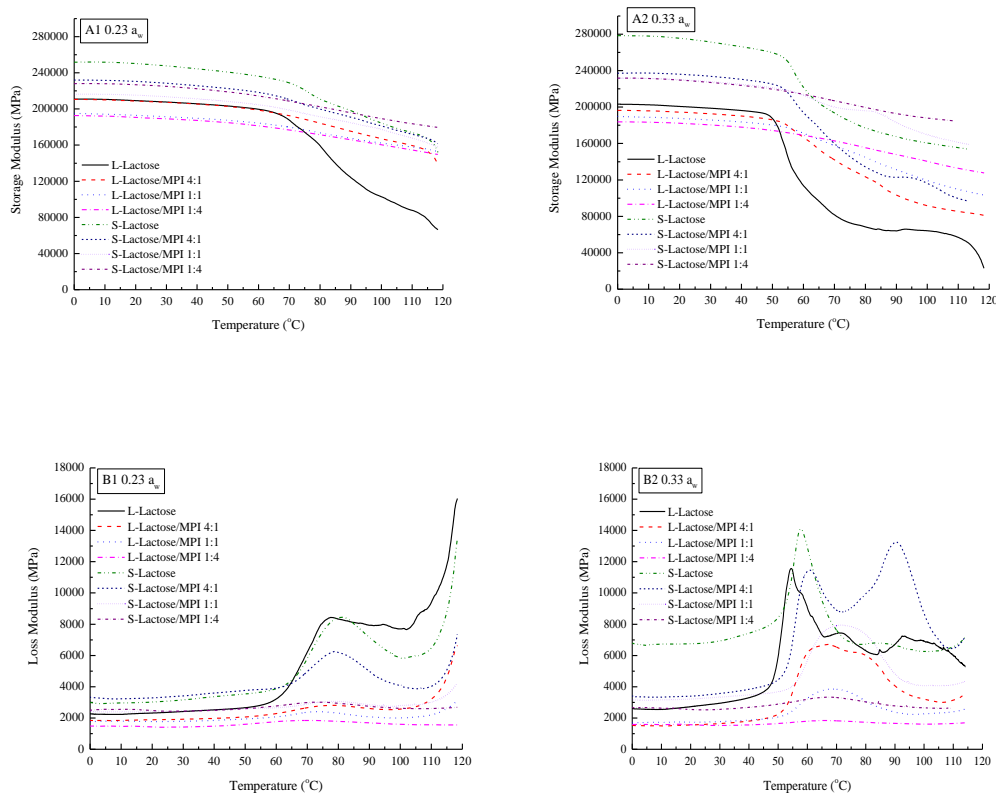 A1 0.23 aw
Storage Modulus (MPa)
280000
240000
200000
160000
120000
80000
40000
0
L-Lactose
L-Lactose/MPI 4:1
L-Lactose/MPI 1:1
L-Lactose/MPI 1:4
S-Lactose
S-Lactose/MPI 4:1
S-Lactose/MPI 1:1
S-Lactose/MPI 1:4
0 10 20 30 40 50 60 70 80 90 100 110 120
Temperature (°C)
A2 0.33 aw
Storage Modulus (MPa)
280000
240000
200000
160000
120000
80000
40000
0
L-Lactose
L-Lactose/MPI 4:1
L-Lactose/MPI 1:1
L-Lactose/MPI 1:4
S-Lactose
S-Lactose/MPI 4:1
S-Lactose/MPI 1:1
S-Lactose/MPI 1:4
0 10 20 30 40 50 60 70 80 90 100 110 120
Temperature (°C)
B1 0.23 aw
Loss Modulus (MPa)
18000
16000
14000
12000
10000
8000
6000
4000
2000
0
L-Lactose
L-Lactose/MPI 4:1
L-Lactose/MPI 1:1
L-Lactose/MPI 1:4
S-Lactose
S-Lactose/MPI 4:1
S-Lactose/MPI 1:1
S-Lactose/MPI 1:4
0 10 20 30 40 50 60 70 80 90 100 110 120
Temperature (°C)
B2 0.33 aw
Loss Modulus (MPa)
18000
16000
14000
12000
10000
8000
6000
4000
2000
0
L-Lactose
L-Lactose/MPI 4:1
L-Lactose/MPI 1:1
L-Lactose/MPI 1:4
S-Lactose
S-Lactose/MPI 4:1
S-Lactose/MPI 1:1
S-Lactose/MPI 1:4
0 10 20 30 40 50 60 70 80 90 100 110 120
Temperature (°C)